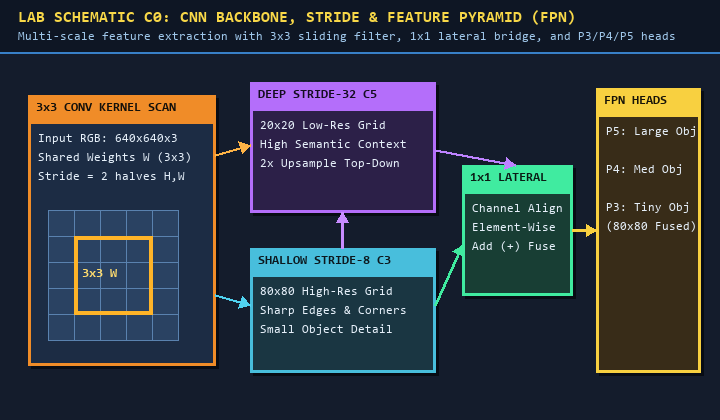 LAB SCHEMATIC C0: CNN BACKBONE, STRIDE & FEATURE PYRAMID (FPN)
Multi-scale feature extraction with 3x3 sliding filter, 1x1 lateral bridge, and P3/P4/P5 heads
3x3 CONV KERNEL SCAN
Input RGB: 640x640x3
Shared Weights W (3x3)
Stride = 2 halves H,W
3x3 W
DEEP STRIDE-32 C5
20x20 Low-Res Grid
High Semantic Context
2x Upsample Top-Down
SHALLOW STRIDE-8 C3
80x80 High-Res Grid
Sharp Edges & Corners
Small Object Detail
1x1 LATERAL
Channel Align
Element-Wise
Add (+) Fuse
FPN HEADS
P5: Large Obj
P4: Med Obj
P3: Tiny Obj
(80x80 Fused)